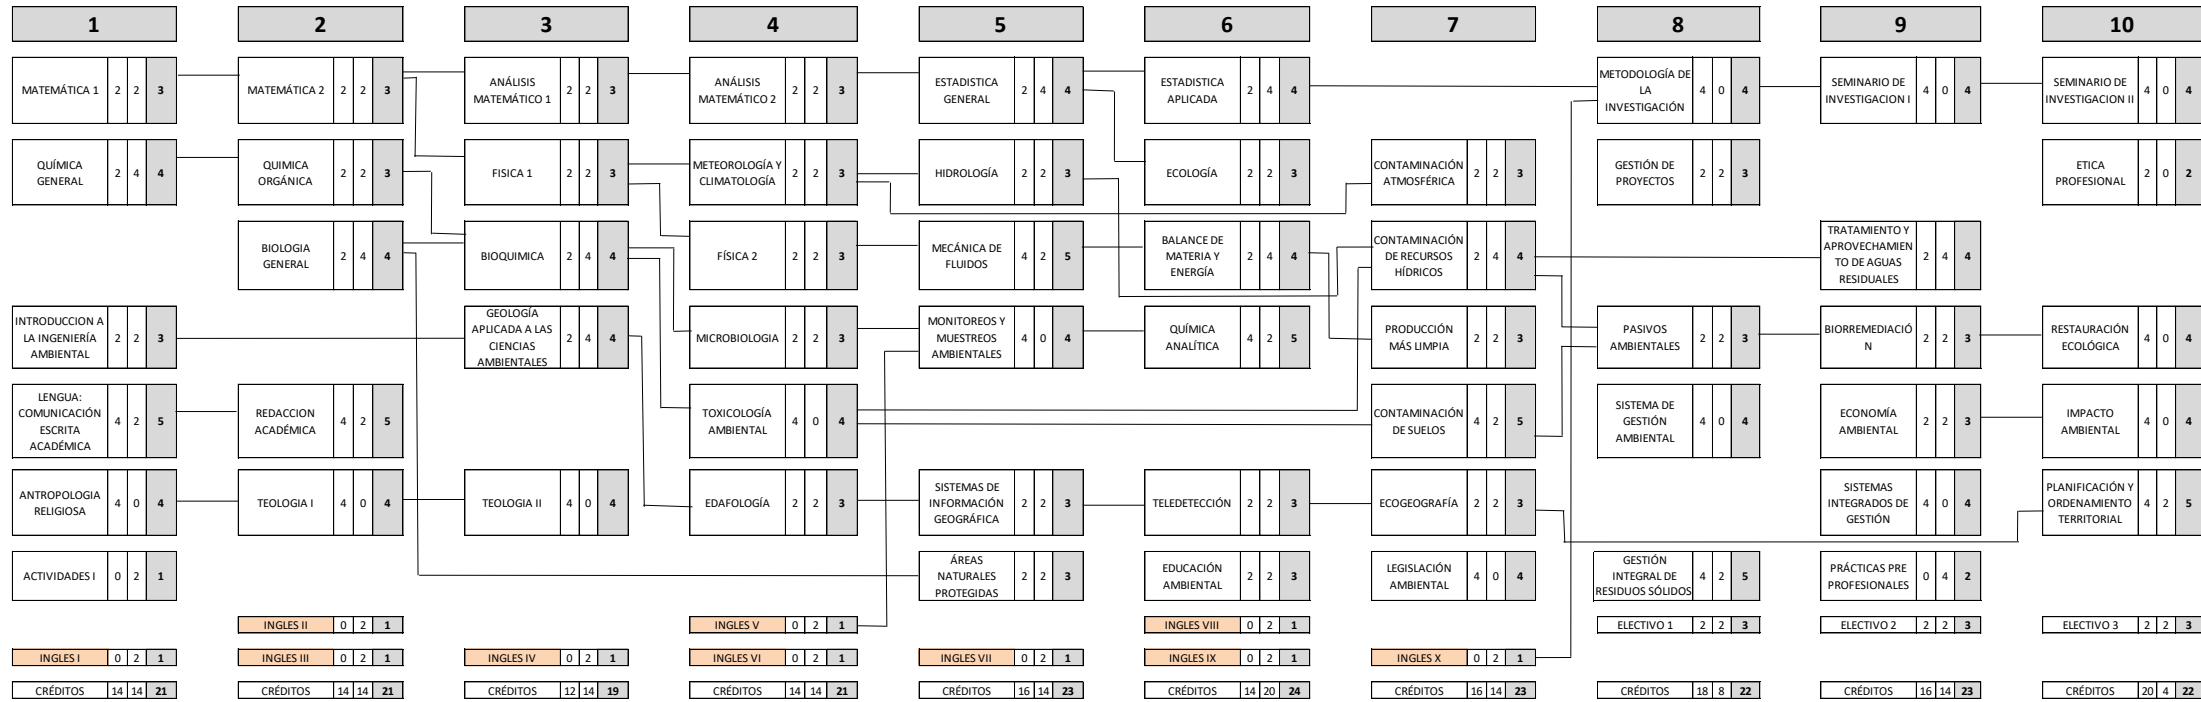 1 2 3 4 5 6 7 8 9 10
MATEMÁTICA 1 2 2 3
MATEMÁTICA 2 2 2 3
ANÁLISIS
MATEMÁTICO 1 2 2 3
ANÁLISIS
MATEMÁTICO 2 2 2 3
ESTADISTICA
GENERAL 2 4 4
ESTADISTICA
APLICADA 2 4 4
METODOLOGÍA DE
LA
INVESTIGACIÓN 4 0 4
SEMINARIO DE
INVESTIGACION I 4 0 4
SEMINARIO DE
INVESTIGACION II 4 0 4
QUÍMICA
GENERAL 2 4 4
QUIMICA
ORGÁNICA 2 2 3
FISICA 1 2 2 3
METEOROLOGÍA Y
CLIMATOLOGÍA 2 2 3
HIDROLOGÍA 2 2 3
ECOLOGÍA 2 2 3
CONTAMINACIÓN
ATMOSFÉRICA 2 2 3
GESTIÓN DE
PROYECTOS 2 2 3
ETICA
PROFESIONAL 2 0 2
BIOLOGIA
GENERAL 2 4 4
BIOQUIMICA 2 4 4
FÍSICA 2 2 2 3
MECÁNICA DE
FLUIDOS 4 2 5
BALANCE DE
MATERIA Y
ENERGÍA 2 4 4
CONTAMINACIÓN
DE RECURSOS
HÍDRICOS 2 4 4
TRATAMIENTO Y
APROVECHAMIEN
TO DE AGUAS
RESIDUALES 2 4 4
INTRODUCCION A
LA INGENIERÍA
AMBIENTAL 2 2 3
GEOLOGÍA
APLICADA A LAS
CIENCIAS
AMBIENTALES 2 4 4
MICROBIOLOGIA 2 2 3
MONITOREOS Y
MUESTREOS
AMBIENTALES 4 0 4
QUÍMICA
ANALÍTICA 4 2 5
PRODUCCIÓN
MÁS LIMPIA 2 2 3
PASIVOS
AMBIENTALES 2 2 3
BIORREMEDIACIÓ
N 2 2 3
RESTAURACIÓN
ECOLÓGICA 4 0 4
LENGUA:
COMUNICACIÓN
ESCRITA
ACADÉMICA 4 2 5
REDACCION
ACADÉMICA 4 2 5
TOXICOLOGÍA
AMBIENTAL 4 0 4
CONTAMINACIÓN
DE SUELOS 4 2 5
SISTEMA DE
GESTIÓN
AMBIENTAL 4 0 4
ECONOMÍA
AMBIENTAL 2 2 3
IMPACTO
AMBIENTAL 4 0 4
ANTROPOLOGIA
RELIGIOSA 4 0 4
TEOLOGIA I 4 0 4
TEOLOGIA II 4 0 4
EDAFOLOGÍA 2 2 3
SISTEMAS DE
INFORMACIÓN
GEOGRÁFICA 2 2 3
TELEDETECCIÓN 2 2 3
ECOGEOGRAFÍA 2 2 3
SISTEMAS
INTEGRADOS DE
GESTIÓN 4 0 4
PLANIFICACIÓN Y
ORDENAMIENTO
TERRITORIAL 4 2 5
ACTIVIDADES I 0 2 1
ÁREAS
NATURALES
PROTEGIDAS 2 2 3
EDUCACIÓN
AMBIENTAL 2 2 3
LEGISLACIÓN
AMBIENTAL 4 0 4
GESTIÓN
INTEGRAL DE
RESIDUOS SÓLIDOS 4 2 5
PRÁCTICAS PRE
PROFESIONALES 0 4 2
INGLES II 0 2 1
INGLES V 0 2 1
INGLES VIII 0 2 1
ELECTIVO 1 2 2 3
ELECTIVO 2 2 2 3
ELECTIVO 3 2 2 3
INGLES I 0 2 1
INGLES III 0 2 1
INGLES IV 0 2 1
INGLES VI 0 2 1
INGLES VII 0 2 1
INGLES IX 0 2 1
INGLES X 0 2 1
CRÉDITOS 14 14 21
CRÉDITOS 14 14 21
CRÉDITOS 12 14 19
CRÉDITOS 14 14 21
CRÉDITOS 16 14 23
CRÉDITOS 14 20 24
CRÉDITOS 16 14 23
CRÉDITOS 18 8 22
CRÉDITOS 16 14 23
CRÉDITOS 20 4 22